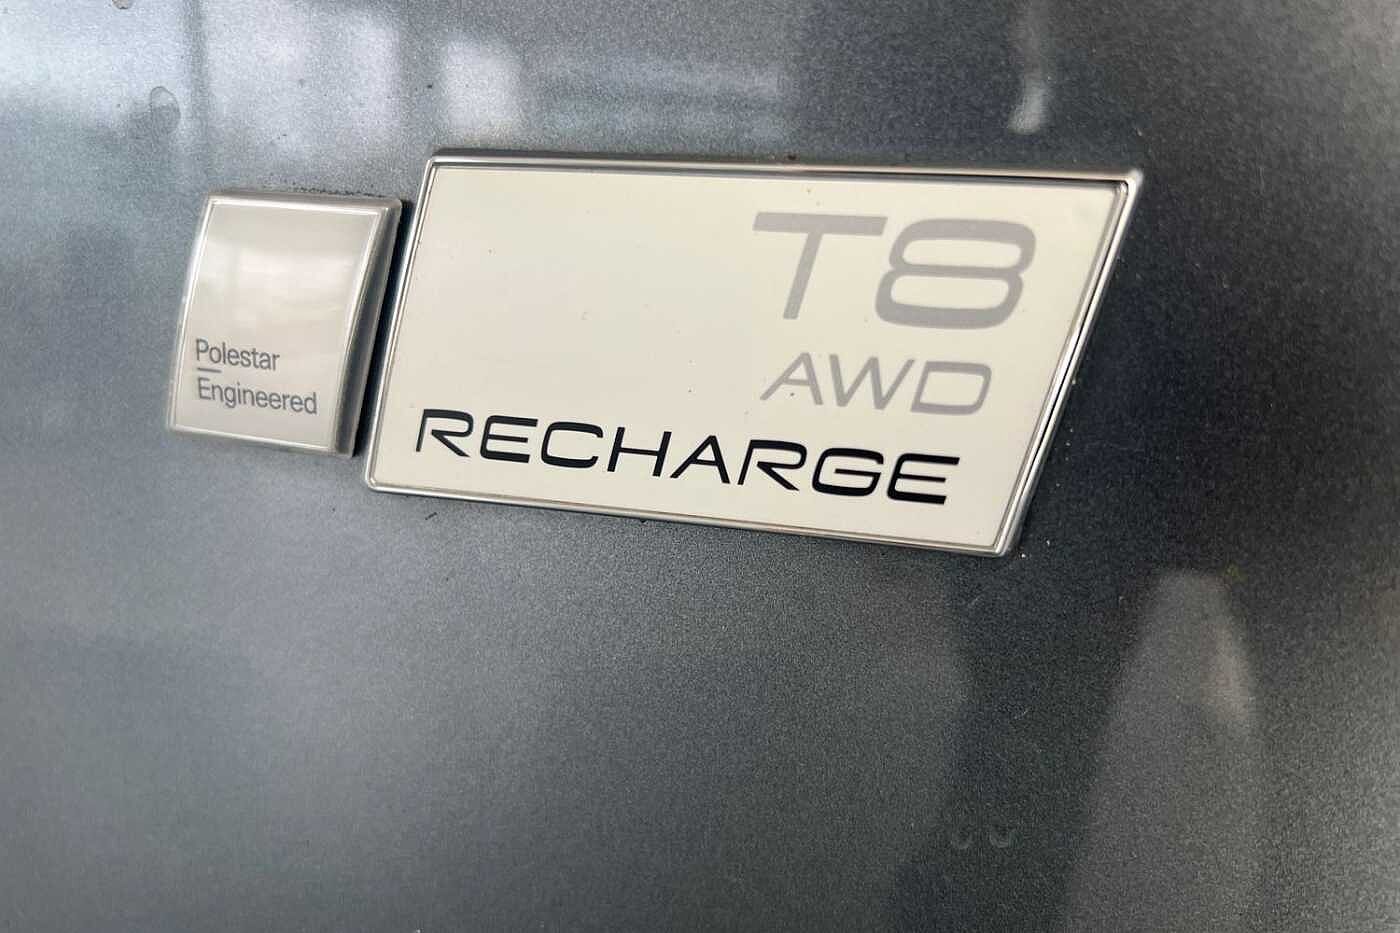 Polestar
Engineered
T8
AWD
RECHARGE